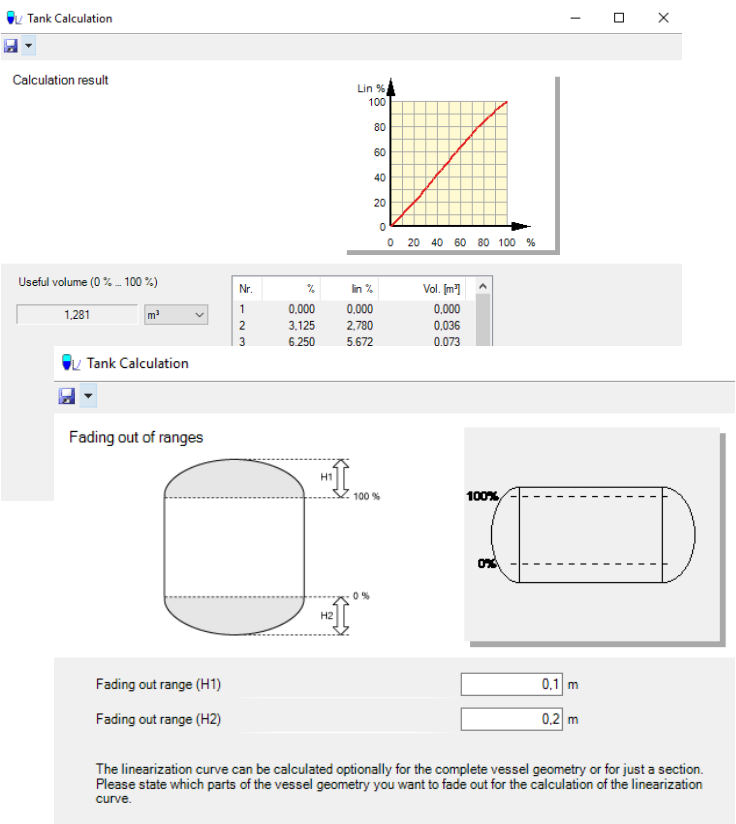 Tank Calculation
Calculation result
Lin %
100
80
60
40
20
0
0 20 40 60 80 100 %
Useful volume (0 % ... 100 %)
1,281 m³
Nr. % lin % Vol. [m³]
1 0,000 0,000 0,000
2 3,125 2,780 0,036
3 6,250 5,672 0,073
Tank Calculation
Fading out of ranges
H1
100 %
0 %
H2
100%
0%
Fading out range (H1) 0,1 m
Fading out range (H2) 0,2 m
The linearization curve can be calculated optionally for the complete vessel geometry or for just a section.
Please state which parts of the vessel geometry you want to fade out for the calculation of the linearization
curve.